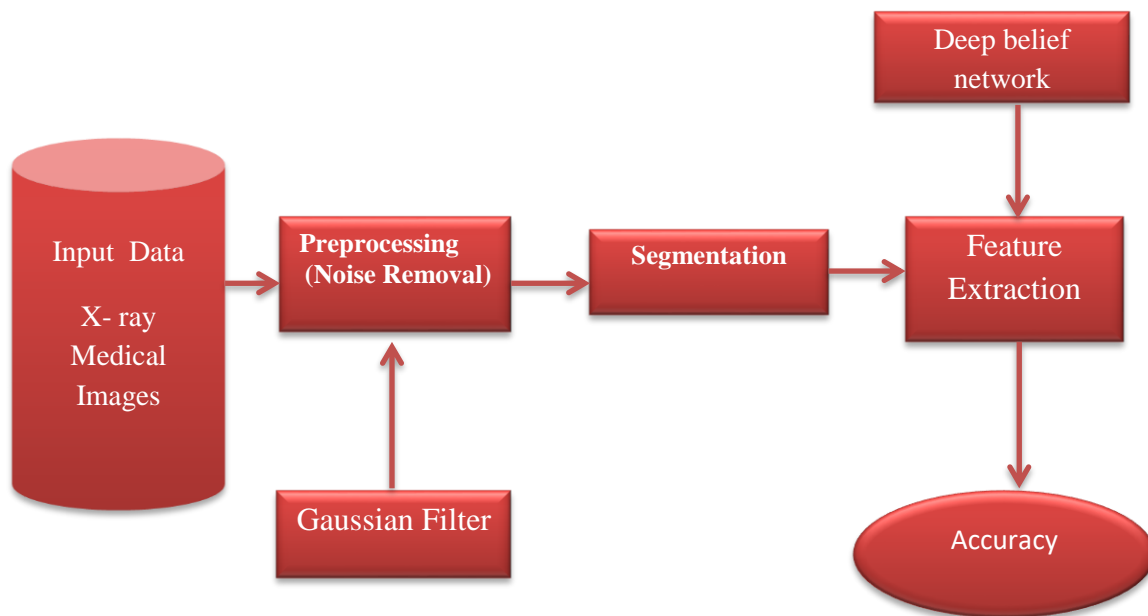 Deep belief
network
Input Data
X- ray
Medical
Images
Preprocessing
(Noise Removal)
Segmentation
Feature
Extraction
Gaussian Filter
Accuracy